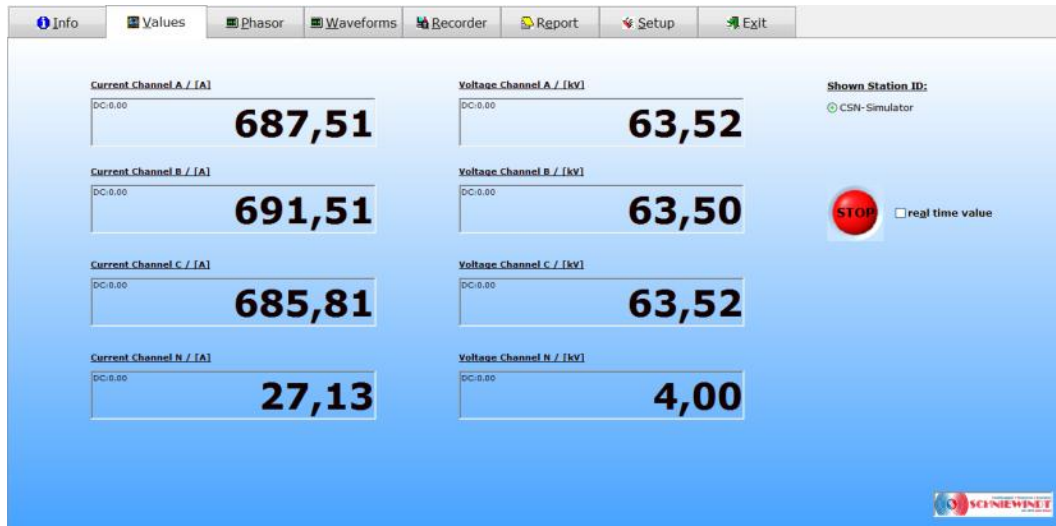 Info Values Phasor Waveforms Recorder Report Setup Exit
Current Channel A / [A]
DC:0.00
687,51
Voltage Channel A / [kV]
DC:0.00
63,52
Shown Station ID:
CSN-Simulator
Current Channel B / [A]
DC:0.00
691,51
Voltage Channel B / [kV]
DC:0.00
63,50
STOP
real time value
Current Channel C / [A]
DC:0.00
685,81
Voltage Channel C / [kV]
DC:0.00
63,52
Current Channel N / [A]
DC:0.00
27,13
Voltage Channel N / [kV]
DC:0.00
4,00
SCHNIEWINDT